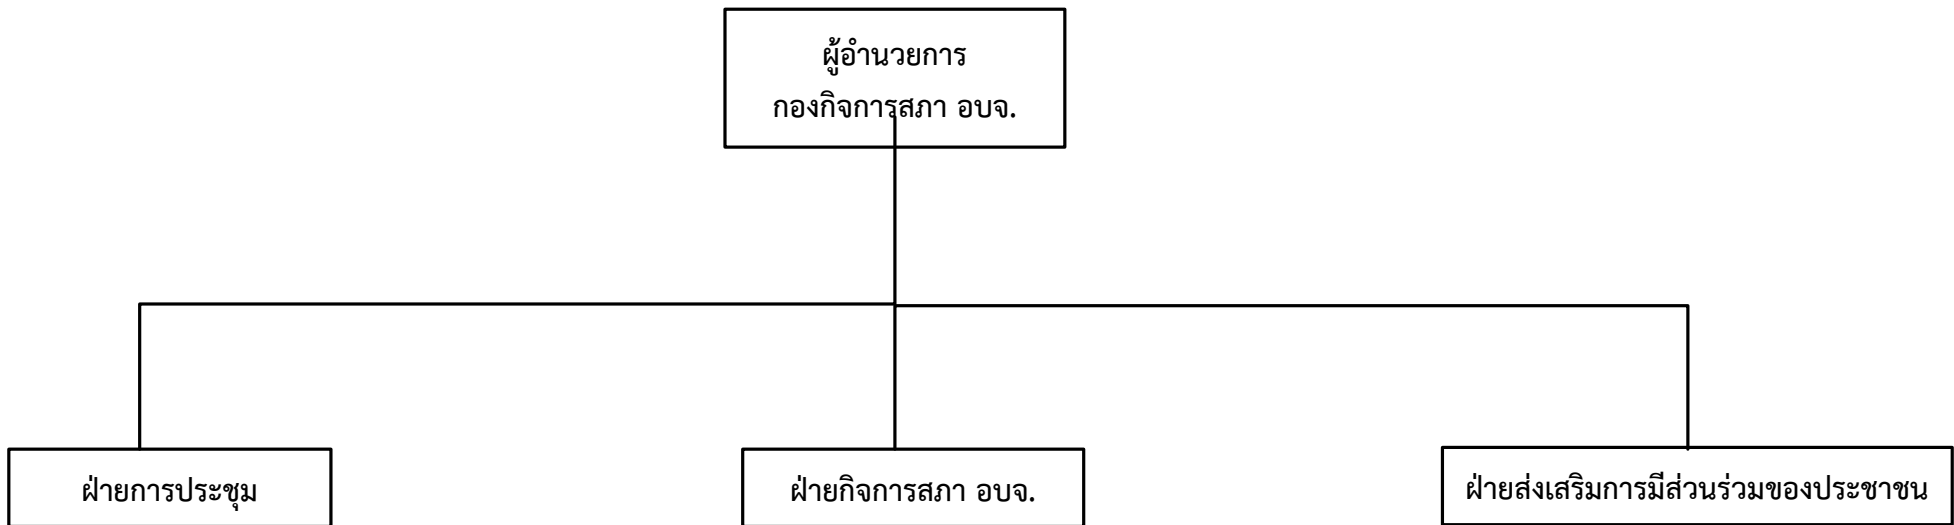 ผู้อำนวยการ
กองกิจการสภา อบจ.
ฝ่ายการประชุม
ฝ่ายกิจการสภา อบจ.
ฝ่ายส่งเสริมการมีส่วนร่วมของประชาชน